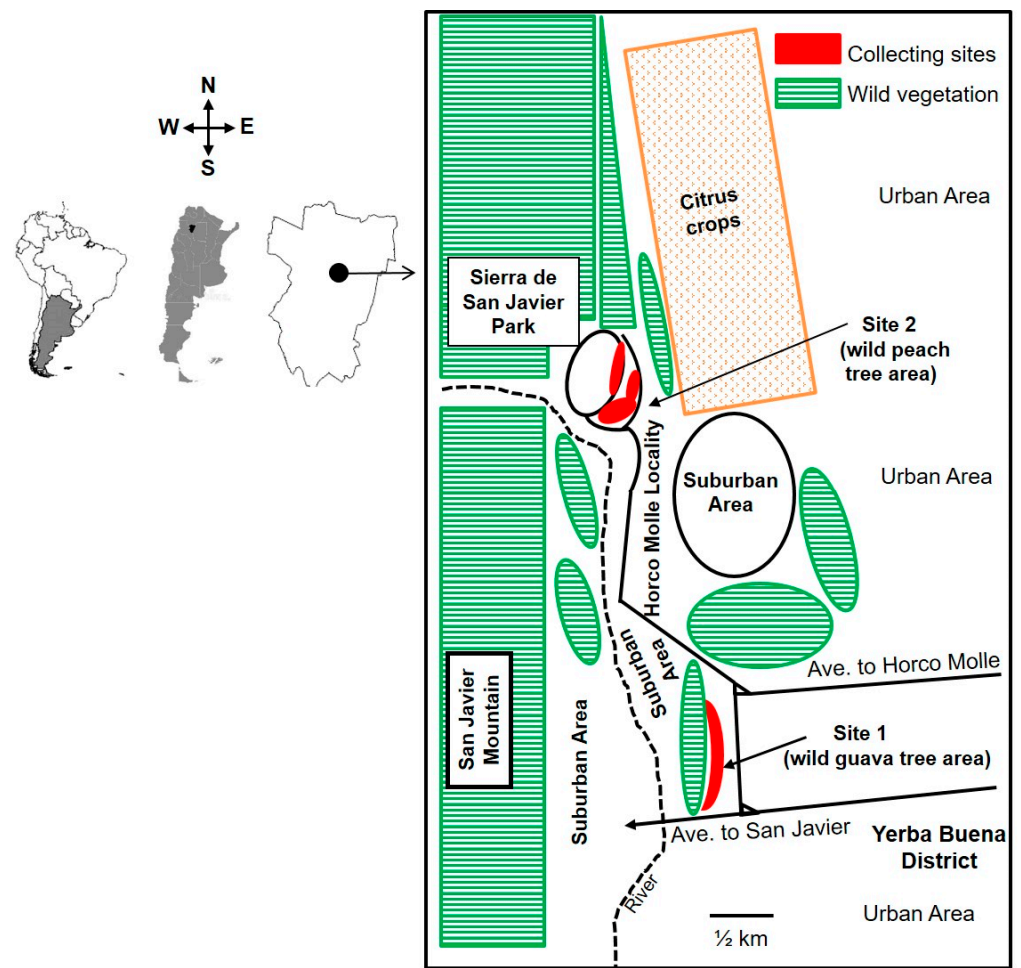 N
W E
S
Collecting sites
Wild vegetation
Citrus
crops
Urban Area
Sierra de
San Javier
Park
Site 2
(wild peach
tree area)
Horco Molle Locality
Suburban
Area
Urban Area
Suburban
Area
Ave. to Horco Molle
San Javier
Mountain
Suburban Area
Site 1
(wild guava tree area)
Ave. to San Javier
Yerba Buena
District
River
½ km
Urban Area